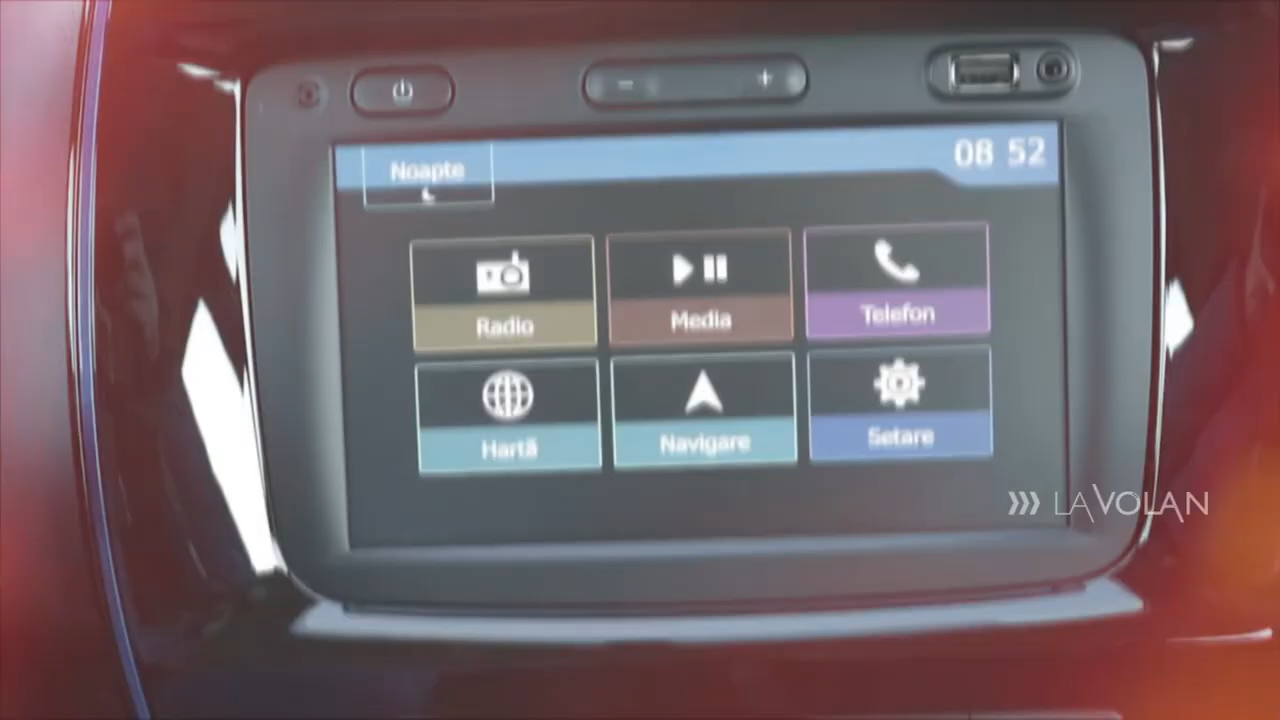 Noapte
08 52
Radio
Media
Telefon
Hartă
Navigare
Setare
LAVOLAN